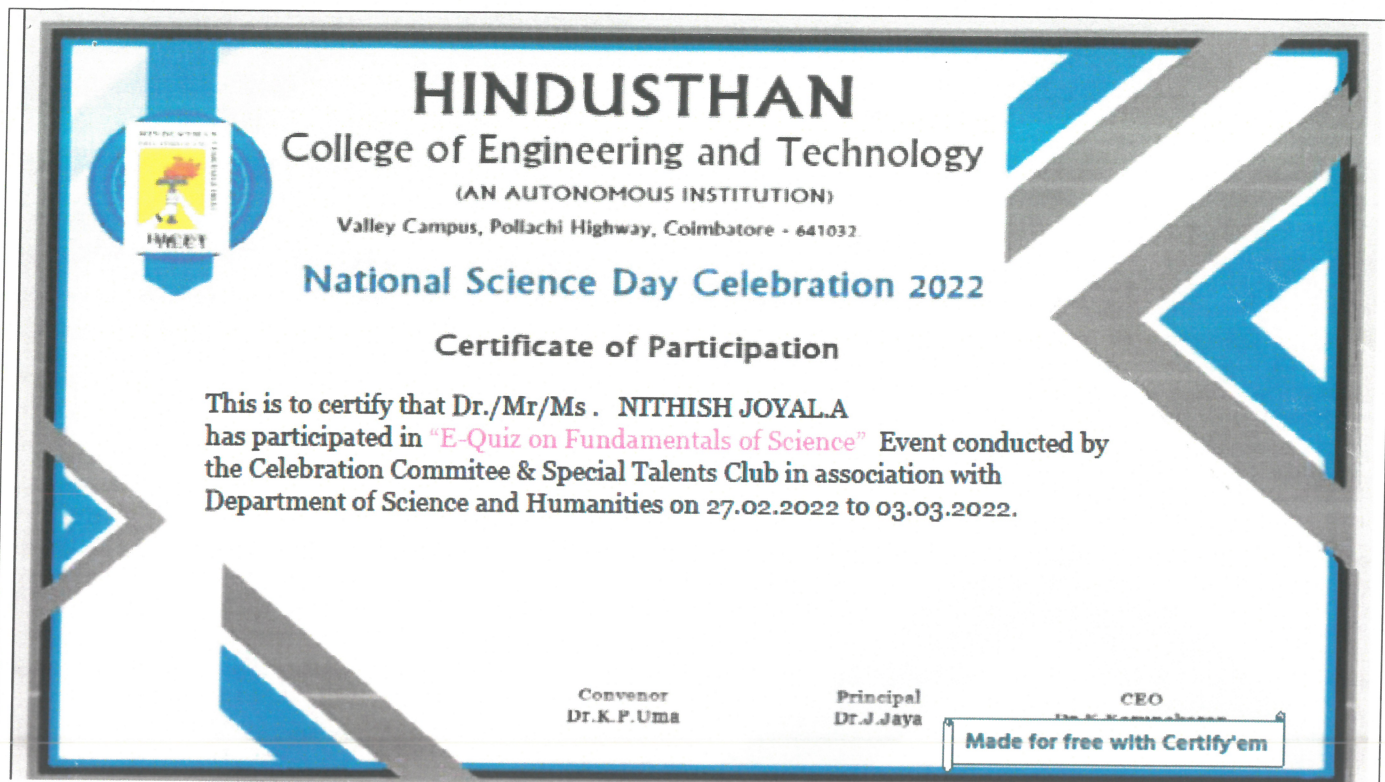 HINDUSTHAN
College of Engineering and Technology
(AN AUTONOMOUS INSTITUTION)
Valley Campus, Pollachi Highway, Coimbatore - 641032
National Science Day Celebration 2022
Certificate of Participation
This is to certify that Dr./Mr/Ms . NITHISH JOYAL.A
has participated in “E-Quiz on Fundamentals of Science” Event conducted by
the Celebration Commitee & Special Talents Club in association with
Department of Science and Humanities on 27.02.2022 to 03.03.2022.
Convenor Principal CEO
Dr.K.P.Uma Dr.J.Jaya
Made for free with Certify'em